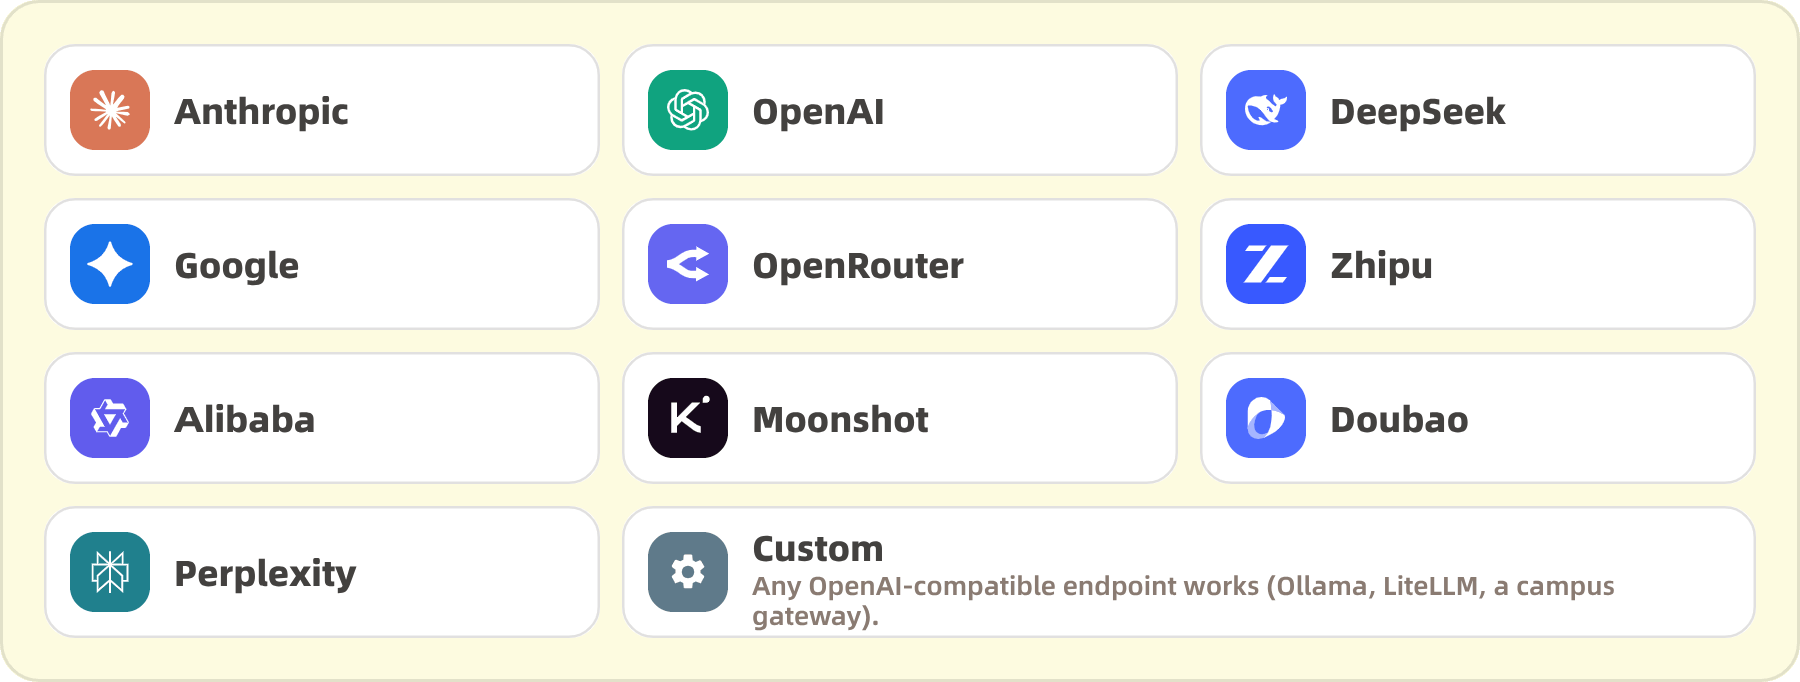 Anthropic
OpenAI
DeepSeek
Google
OpenRouter
Zhipu
Alibaba
Moonshot
Doubao
Perplexity
Custom
Any OpenAI-compatible endpoint works (Ollama, LiteLLM, a campus
gateway).